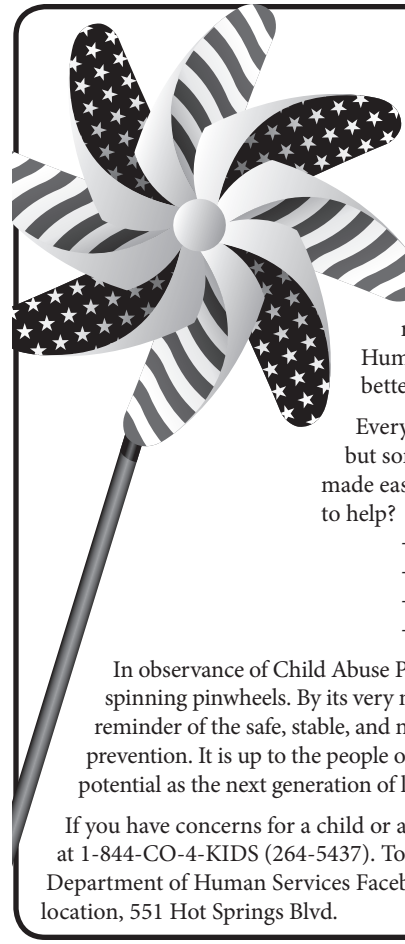 Hum
bette
Every
but so
made eas
to help?
-
-
-
-
In observance of Child Abuse P
spinning pinwheels. By its very
reminder of the safe, stable, and
prevention. It is up to the people o
potential as the next generation of
If you have concerns for a child or a
at 1-844-CO-4-KIDS (264-5437). To
Department of Human Services Faceb
location, 551 Hot Springs Blvd.